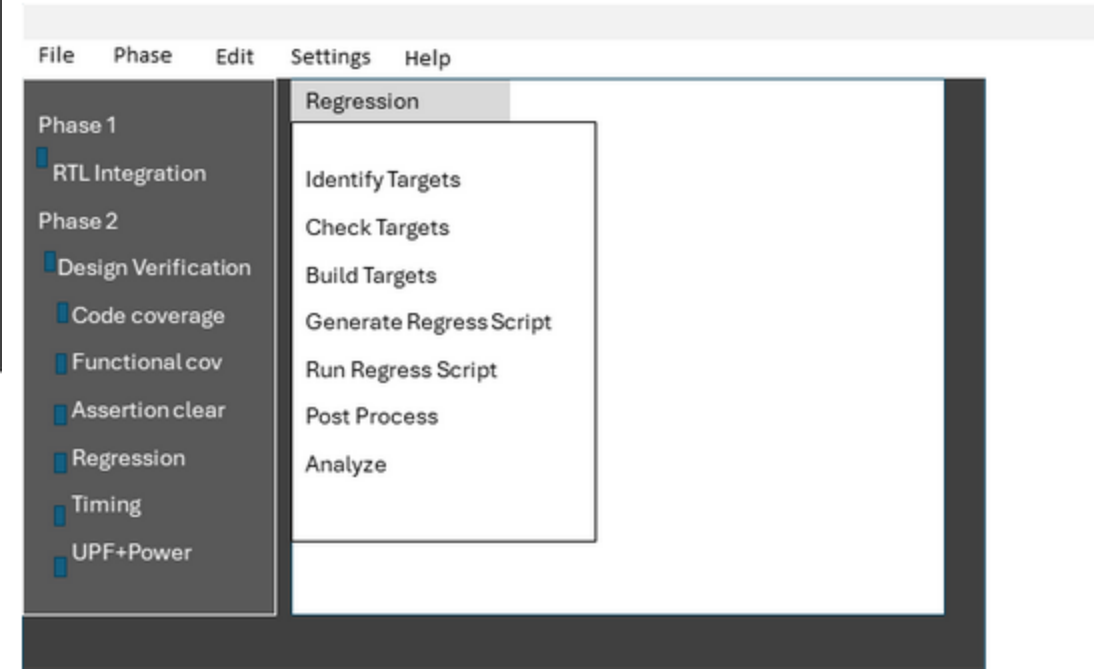 File Phase Edit Settings Help
Phase 1
RTL Integration
Phase 2
Design Verification
Code coverage
Functional cov
Assertion clear
Regression
Timing
UPF+Power
Regression
Identify Targets
Check Targets
Build Targets
Generate Regress Script
Run Regress Script
Post Process
Analyze